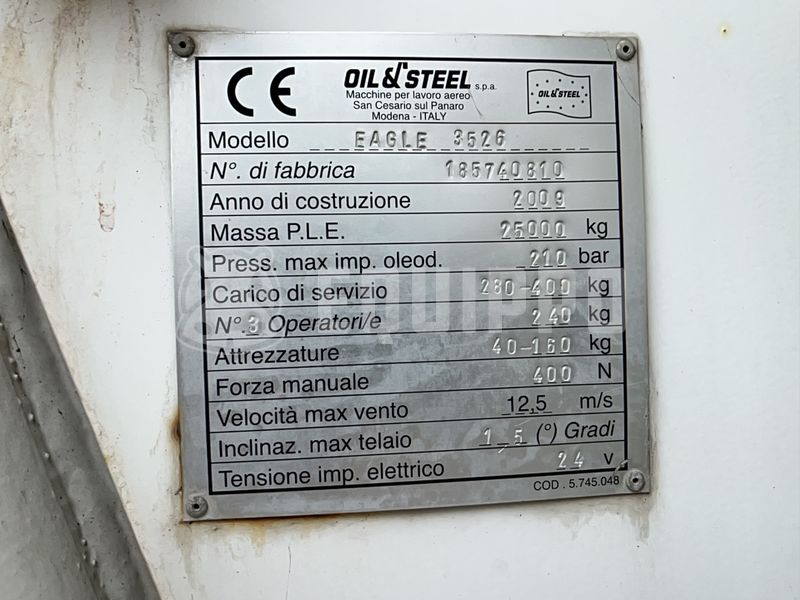 CE
OIL & STEEL s.p.a.
Macchine per lavoro aereo
San Cesario sul Panaro
Modena - ITALY
OIL & STEEL
Modello EAGLE 3526
N°. di fabbrica 185740810
Anno di costruzione 2009
Massa P.L.E. 25000 kg
Press. max imp. oleod. 210 bar
Carico di servizio 280-400 kg
N°. 3 Operatori/e 240 kg
Attrezzature 40-160 kg
Forza manuale 400 N
Velocità max vento 12,5 m/s
Inclinaz. max telaio 1,5 (°) Gradi
Tensione imp. elettrico 24 v
COD . 5.745.048
EQUIPPO